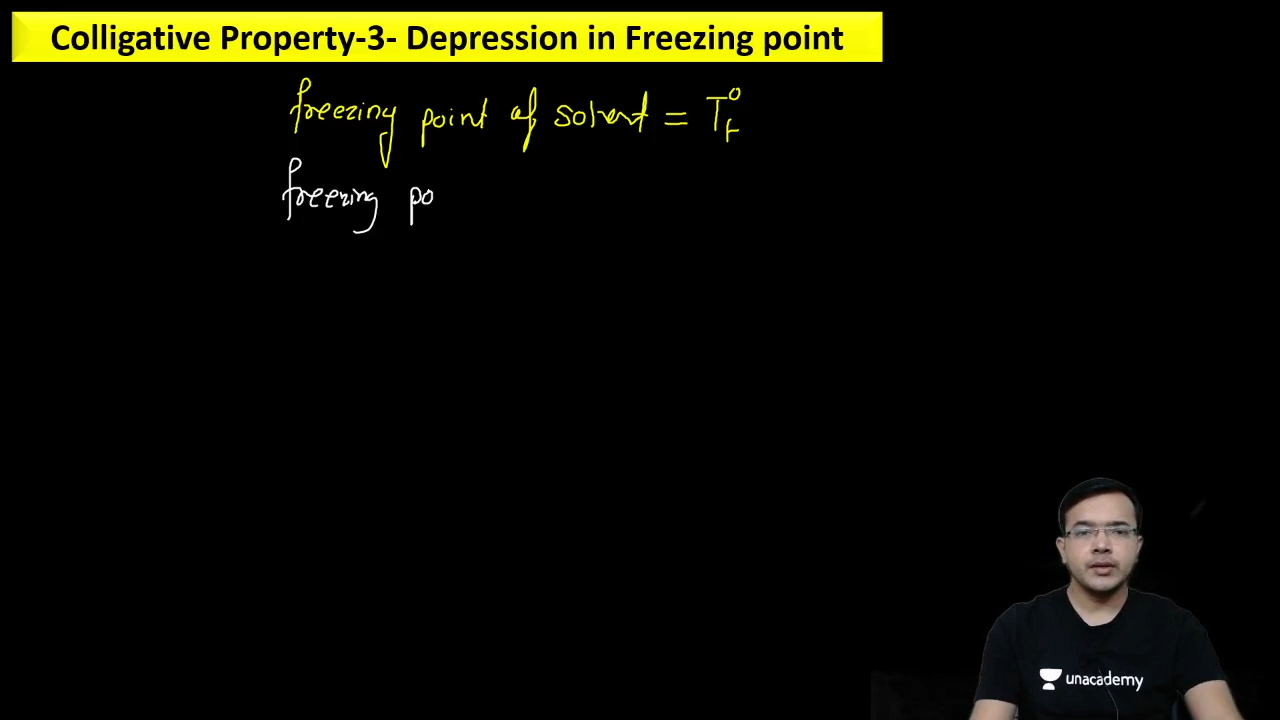 Colligative Property-3- Depression in Freezing point
freezing point of solvent = T°f
freezing po
unacademy